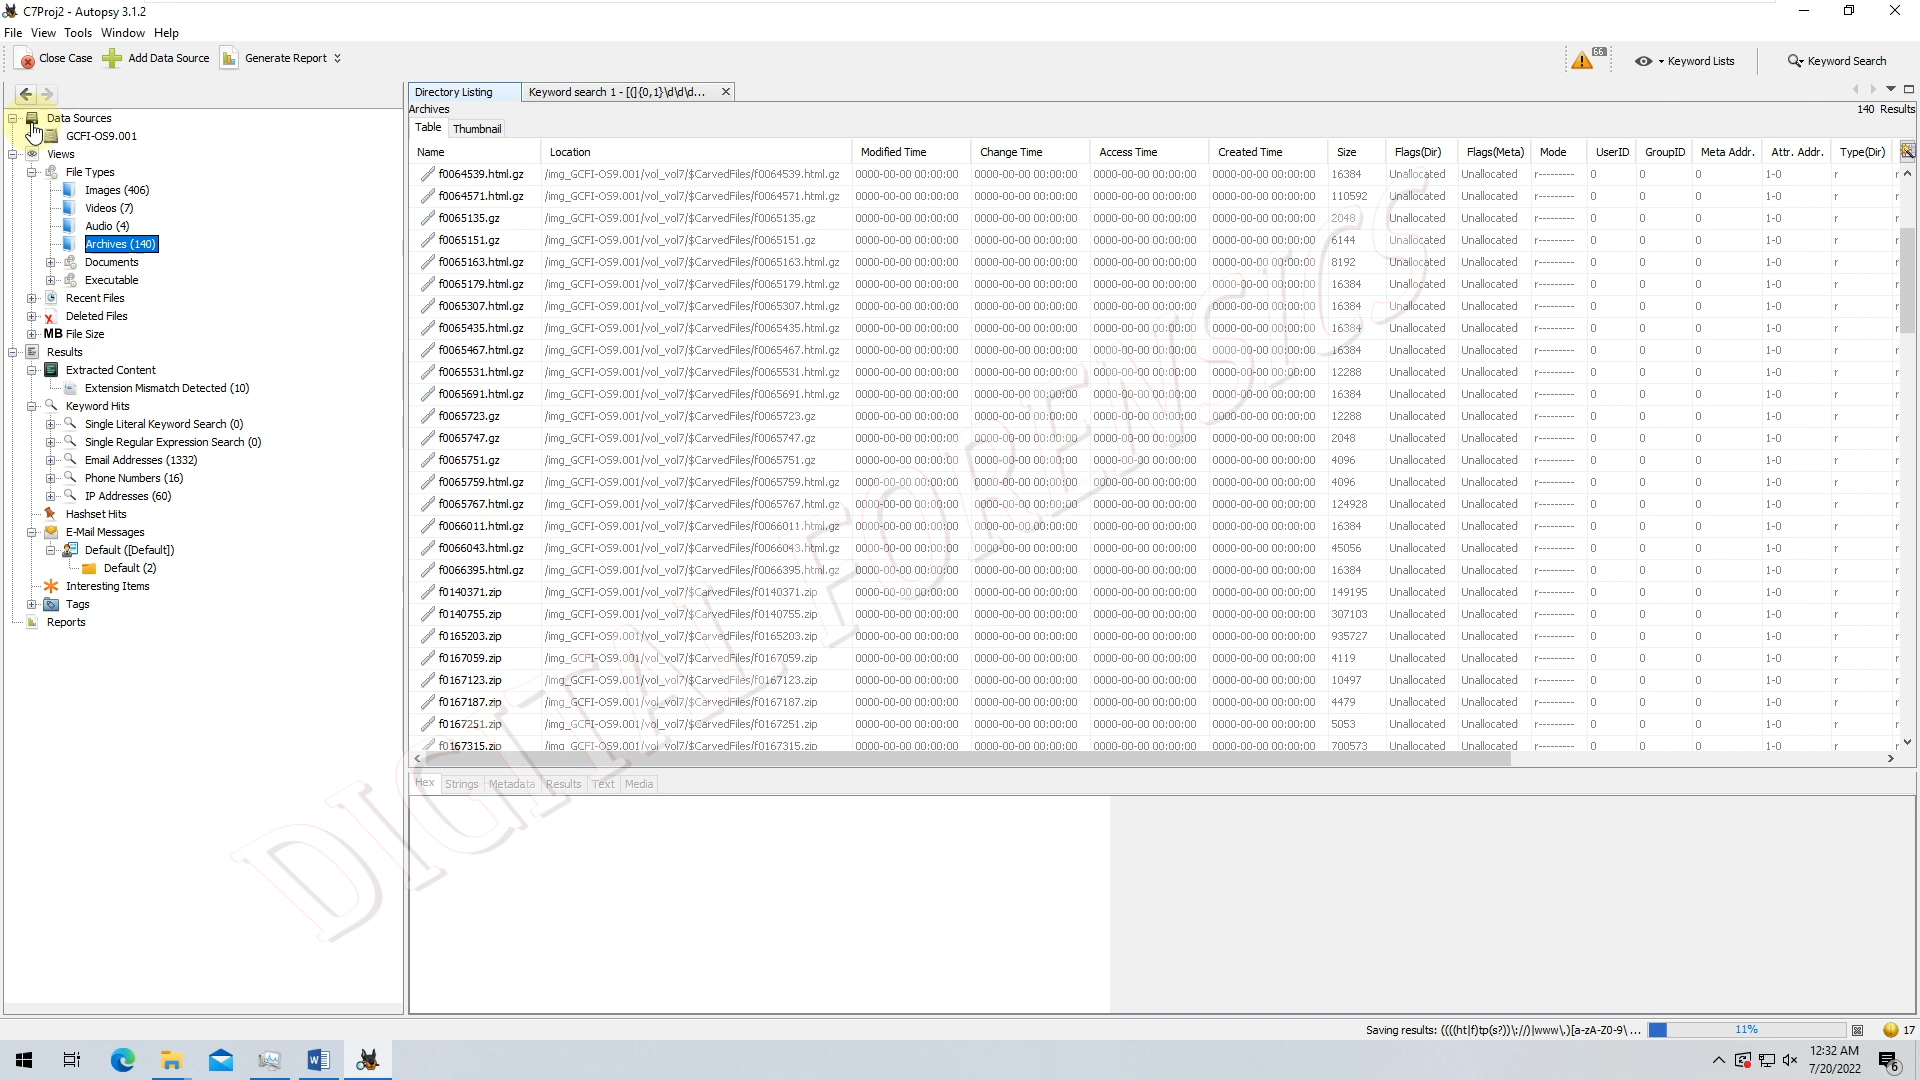 C7Proj2 - Autopsy 3.1.2
File View Tools Window Help
Close Case Add Data Source Generate Report 66 Keyword Lists Keyword Search
Directory Listing Keyword search 1 - [(]{0,1}\d\d\d...
Data Sources
GCFI-OS9.001
Views
File Types
Images (406)
Videos (7)
Audio (4)
Archives (140)
Documents
Executable
Recent Files
Deleted Files
MB File Size
Results
Extracted Content
Extension Mismatch Detected (10)
Keyword Hits
Single Literal Keyword Search (0)
Single Regular Expression Search (0)
Email Addresses (1332)
Phone Numbers (16)
IP Addresses (60)
Hashset Hits
E-Mail Messages
Default ([Default])
Default (2)
Interesting Items
Tags
Reports
Archives 140 Results
Table Thumbnail
Name Location Modified Time Change Time Access Time Created Time Size Flags(Dir) Flags(Meta) Mode UserID GroupID Meta Addr. Attr. Addr. Type(Dir)
f0064539.html.gz /img_GCFI-OS9.001/vol_vol7/$CarvedFiles/f0064539.html.gz 0000-00-00 00:00:00 0000-00-00 00:00:00 0000-00-00 00:00:00 0000-00-00 00:00:00 16384 Unallocated Unallocated r--------- 0 0 0 1-0 r r
f0064571.html.gz /img_GCFI-OS9.001/vol_vol7/$CarvedFiles/f0064571.html.gz 0000-00-00 00:00:00 0000-00-00 00:00:00 0000-00-00 00:00:00 0000-00-00 00:00:00 110592 Unallocated Unallocated r--------- 0 0 0 1-0 r r
f0065135.gz /img_GCFI-OS9.001/vol_vol7/$CarvedFiles/f0065135.gz 0000-00-00 00:00:00 0000-00-00 00:00:00 0000-00-00 00:00:00 0000-00-00 00:00:00 2048 Unallocated Unallocated r--------- 0 0 0 1-0 r r
f0065151.gz /img_GCFI-OS9.001/vol_vol7/$CarvedFiles/f0065151.gz 0000-00-00 00:00:00 0000-00-00 00:00:00 0000-00-00 00:00:00 0000-00-00 00:00:00 6144 Unallocated Unallocated r--------- 0 0 0 1-0 r r
f0065163.html.gz /img_GCFI-OS9.001/vol_vol7/$CarvedFiles/f0065163.html.gz 0000-00-00 00:00:00 0000-00-00 00:00:00 0000-00-00 00:00:00 0000-00-00 00:00:00 8192 Unallocated Unallocated r--------- 0 0 0 1-0 r r
f0065179.html.gz /img_GCFI-OS9.001/vol_vol7/$CarvedFiles/f0065179.html.gz 0000-00-00 00:00:00 0000-00-00 00:00:00 0000-00-00 00:00:00 0000-00-00 00:00:00 16384 Unallocated Unallocated r--------- 0 0 0 1-0 r r
f0065307.html.gz /img_GCFI-OS9.001/vol_vol7/$CarvedFiles/f0065307.html.gz 0000-00-00 00:00:00 0000-00-00 00:00:00 0000-00-00 00:00:00 0000-00-00 00:00:00 16384 Unallocated Unallocated r--------- 0 0 0 1-0 r r
f0065435.html.gz /img_GCFI-OS9.001/vol_vol7/$CarvedFiles/f0065435.html.gz 0000-00-00 00:00:00 0000-00-00 00:00:00 0000-00-00 00:00:00 0000-00-00 00:00:00 16384 Unallocated Unallocated r--------- 0 0 0 1-0 r r
f0065467.html.gz /img_GCFI-OS9.001/vol_vol7/$CarvedFiles/f0065467.html.gz 0000-00-00 00:00:00 0000-00-00 00:00:00 0000-00-00 00:00:00 0000-00-00 00:00:00 16384 Unallocated Unallocated r--------- 0 0 0 1-0 r r
f0065531.html.gz /img_GCFI-OS9.001/vol_vol7/$CarvedFiles/f0065531.html.gz 0000-00-00 00:00:00 0000-00-00 00:00:00 0000-00-00 00:00:00 0000-00-00 00:00:00 12288 Unallocated Unallocated r--------- 0 0 0 1-0 r r
f0065691.html.gz /img_GCFI-OS9.001/vol_vol7/$CarvedFiles/f0065691.html.gz 0000-00-00 00:00:00 0000-00-00 00:00:00 0000-00-00 00:00:00 0000-00-00 00:00:00 16384 Unallocated Unallocated r--------- 0 0 0 1-0 r r
f0065723.gz /img_GCFI-OS9.001/vol_vol7/$CarvedFiles/f0065723.gz 0000-00-00 00:00:00 0000-00-00 00:00:00 0000-00-00 00:00:00 0000-00-00 00:00:00 12288 Unallocated Unallocated r--------- 0 0 0 1-0 r r
f0065747.gz /img_GCFI-OS9.001/vol_vol7/$CarvedFiles/f0065747.gz 0000-00-00 00:00:00 0000-00-00 00:00:00 0000-00-00 00:00:00 0000-00-00 00:00:00 2048 Unallocated Unallocated r--------- 0 0 0 1-0 r r
f0065751.gz /img_GCFI-OS9.001/vol_vol7/$CarvedFiles/f0065751.gz 0000-00-00 00:00:00 0000-00-00 00:00:00 0000-00-00 00:00:00 0000-00-00 00:00:00 4096 Unallocated Unallocated r--------- 0 0 0 1-0 r r
f0065759.html.gz /img_GCFI-OS9.001/vol_vol7/$CarvedFiles/f0065759.html.gz 0000-00-00 00:00:00 0000-00-00 00:00:00 0000-00-00 00:00:00 0000-00-00 00:00:00 4096 Unallocated Unallocated r--------- 0 0 0 1-0 r r
f0065767.html.gz /img_GCFI-OS9.001/vol_vol7/$CarvedFiles/f0065767.html.gz 0000-00-00 00:00:00 0000-00-00 00:00:00 0000-00-00 00:00:00 0000-00-00 00:00:00 124928 Unallocated Unallocated r--------- 0 0 0 1-0 r r
f0066011.html.gz /img_GCFI-OS9.001/vol_vol7/$CarvedFiles/f0066011.html.gz 0000-00-00 00:00:00 0000-00-00 00:00:00 0000-00-00 00:00:00 0000-00-00 00:00:00 16384 Unallocated Unallocated r--------- 0 0 0 1-0 r r
f0066043.html.gz /img_GCFI-OS9.001/vol_vol7/$CarvedFiles/f0066043.html.gz 0000-00-00 00:00:00 0000-00-00 00:00:00 0000-00-00 00:00:00 0000-00-00 00:00:00 45056 Unallocated Unallocated r--------- 0 0 0 1-0 r r
f0066395.html.gz /img_GCFI-OS9.001/vol_vol7/$CarvedFiles/f0066395.html.gz 0000-00-00 00:00:00 0000-00-00 00:00:00 0000-00-00 00:00:00 0000-00-00 00:00:00 16384 Unallocated Unallocated r--------- 0 0 0 1-0 r r
f0140371.zip /img_GCFI-OS9.001/vol_vol7/$CarvedFiles/f0140371.zip 0000-00-00 00:00:00 0000-00-00 00:00:00 0000-00-00 00:00:00 0000-00-00 00:00:00 149195 Unallocated Unallocated r--------- 0 0 0 1-0 r r
f0140755.zip /img_GCFI-OS9.001/vol_vol7/$CarvedFiles/f0140755.zip 0000-00-00 00:00:00 0000-00-00 00:00:00 0000-00-00 00:00:00 0000-00-00 00:00:00 307103 Unallocated Unallocated r--------- 0 0 0 1-0 r r
f0165203.zip /img_GCFI-OS9.001/vol_vol7/$CarvedFiles/f0165203.zip 0000-00-00 00:00:00 0000-00-00 00:00:00 0000-00-00 00:00:00 0000-00-00 00:00:00 935727 Unallocated Unallocated r--------- 0 0 0 1-0 r r
f0167059.zip /img_GCFI-OS9.001/vol_vol7/$CarvedFiles/f0167059.zip 0000-00-00 00:00:00 0000-00-00 00:00:00 0000-00-00 00:00:00 0000-00-00 00:00:00 4119 Unallocated Unallocated r--------- 0 0 0 1-0 r r
f0167123.zip /img_GCFI-OS9.001/vol_vol7/$CarvedFiles/f0167123.zip 0000-00-00 00:00:00 0000-00-00 00:00:00 0000-00-00 00:00:00 0000-00-00 00:00:00 10497 Unallocated Unallocated r--------- 0 0 0 1-0 r r
f0167187.zip /img_GCFI-OS9.001/vol_vol7/$CarvedFiles/f0167187.zip 0000-00-00 00:00:00 0000-00-00 00:00:00 0000-00-00 00:00:00 0000-00-00 00:00:00 4479 Unallocated Unallocated r--------- 0 0 0 1-0 r r
f0167251.zip /img_GCFI-OS9.001/vol_vol7/$CarvedFiles/f0167251.zip 0000-00-00 00:00:00 0000-00-00 00:00:00 0000-00-00 00:00:00 0000-00-00 00:00:00 5053 Unallocated Unallocated r--------- 0 0 0 1-0 r r
f0167315.zip /img_GCFI-OS9.001/vol_vol7/$CarvedFiles/f0167315.zip 0000-00-00 00:00:00 0000-00-00 00:00:00 0000-00-00 00:00:00 0000-00-00 00:00:00 700573 Unallocated Unallocated r--------- 0 0 0 1-0 r r
Hex Strings Metadata Results Text Media
DIGITAL FORENSICS
Saving results: ((((ht|f)tp(s?))\://)|www\.)[a-zA-Z0-9\ ... 11% 17
12:32 AM
7/20/2022
6